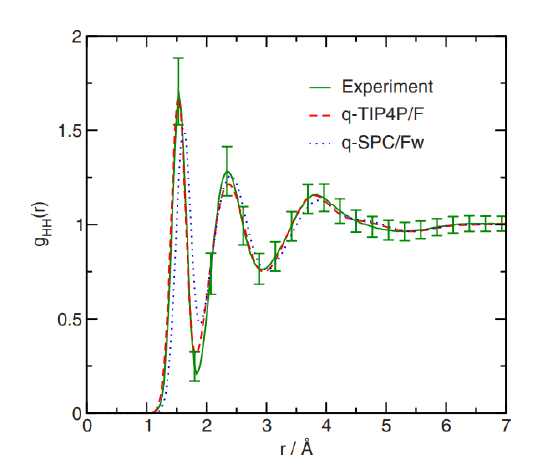 2
1.5
1
0.5
0
g_HH(r)
Experiment
q-TIP4P/F
q-SPC/Fw
0 1 2 3 4 5 6 7
r / Å